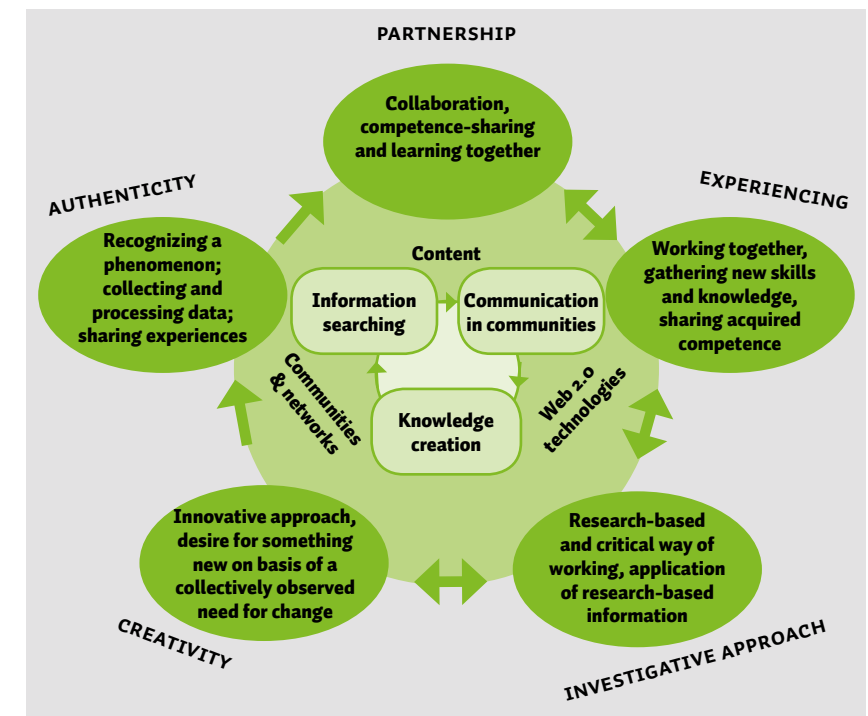 PARTNERSHIP
Collaboration,
competence-sharing
and learning together
AUTHENTICITY
Recognizing a
phenomenon;
collecting and
processing data;
sharing experiences
EXPERIENCING
Working together,
gathering new skills
and knowledge,
sharing acquired
competence
Content
Information
searching
Communication
in communities
Communities
& networks
Web 2.0
technologies
Knowledge
creation
Innovative approach,
desire for something
new on basis of a
collectively observed
need for change
CREATIVITY
Research-based
and critical way of
working, application
of research-based
information
INVESTIGATIVE APPROACH